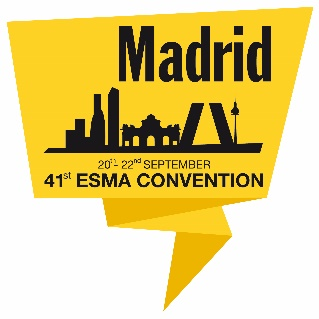 Madrid
20th 22nd SEPTEMBER
41st ESMA CONVENTION